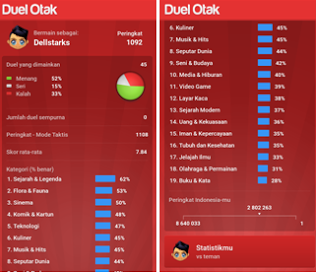 Duel Otak
Bermain sebagai:
Dellstarks
Peringkat
1092
Duel yang dimainkan 45
Menang 52%
Seri 15%
Kalah 33%
Jumlah duel sempurna 0
Peringkat - Mode Taktis 1108
Skor rata-rata 7.84
Kategori (% benar)
1. Sejarah & Legenda 62%
2. Flora & Fauna 53%
3. Sinema 50%
4. Komik & Kartun 48%
5. Teknologi 47%
6. Kuliner 45%
7. Musik & Hits 45%
8. Seputar Dunia 44%
Duel Otak
6. Kuliner 45%
7. Musik & Hits 45%
8. Seputar Dunia 44%
9. Seni & Budaya 42%
10. Media & Hiburan 40%
11. Video Game 39%
12. Layar Kaca 38%
13. Sejarah Modern 37%
14. Uang & Kekuasaan 36%
15. Iman & Kepercayaan 35%
16. Tubuh dan Kesehatan 35%
17. Jelajah Ilmu 33%
18. Olahraga & Permainan 31%
19. Buku & Kata 28%
Peringkat Indonesia-mu
2 802 263
8 640 033 1
Statistikmu
vs teman